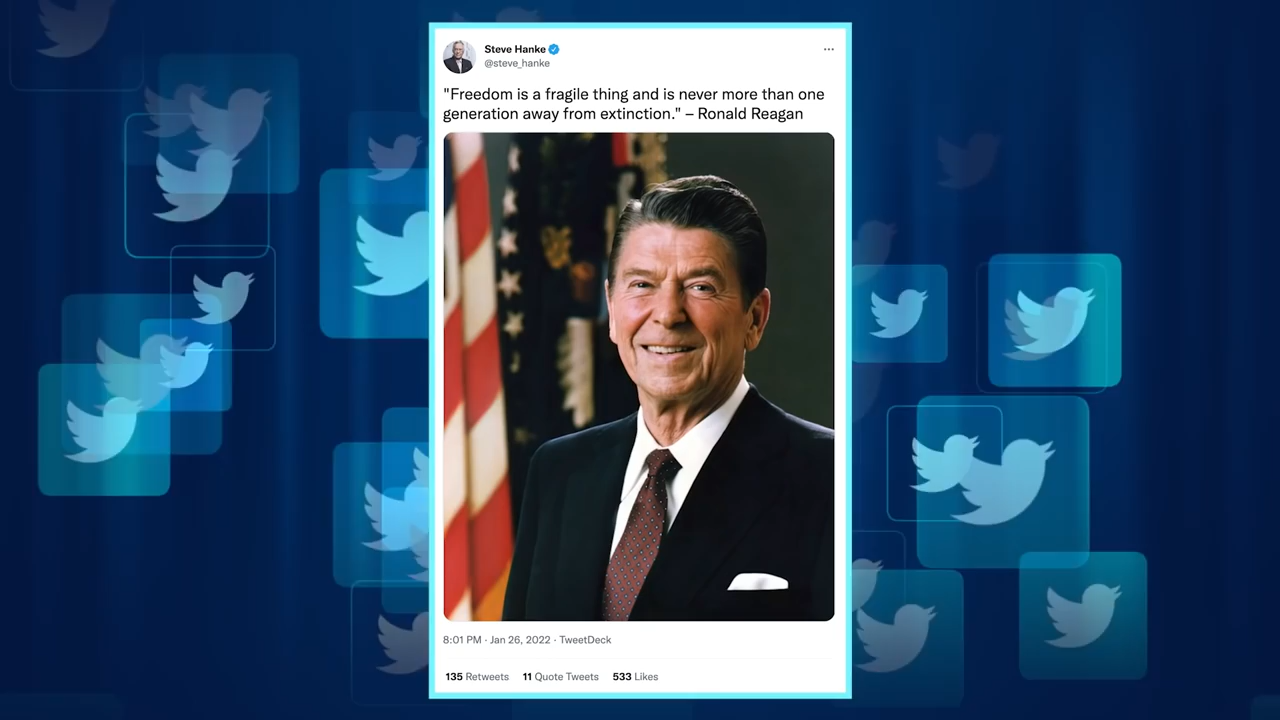 Steve Hanke
@steve_hanke
"Freedom is a fragile thing and is never more than one
generation away from extinction." – Ronald Reagan
8:01 PM · Jan 26, 2022 · TweetDeck
135 Retweets 11 Quote Tweets 533 Likes